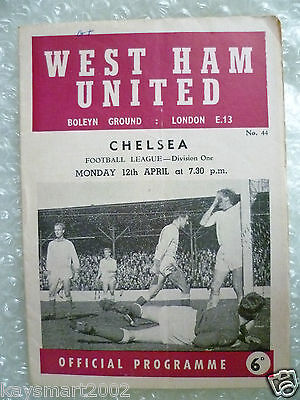 WEST HAM
UNITED
BOLEYN GROUND : LONDON E.13
No. 44
CHELSEA
FOOTBALL LEAGUE—Division One
MONDAY 12th APRIL at 7.30 p.m.
OFFICIAL PROGRAMME
6D
kaysmart2002